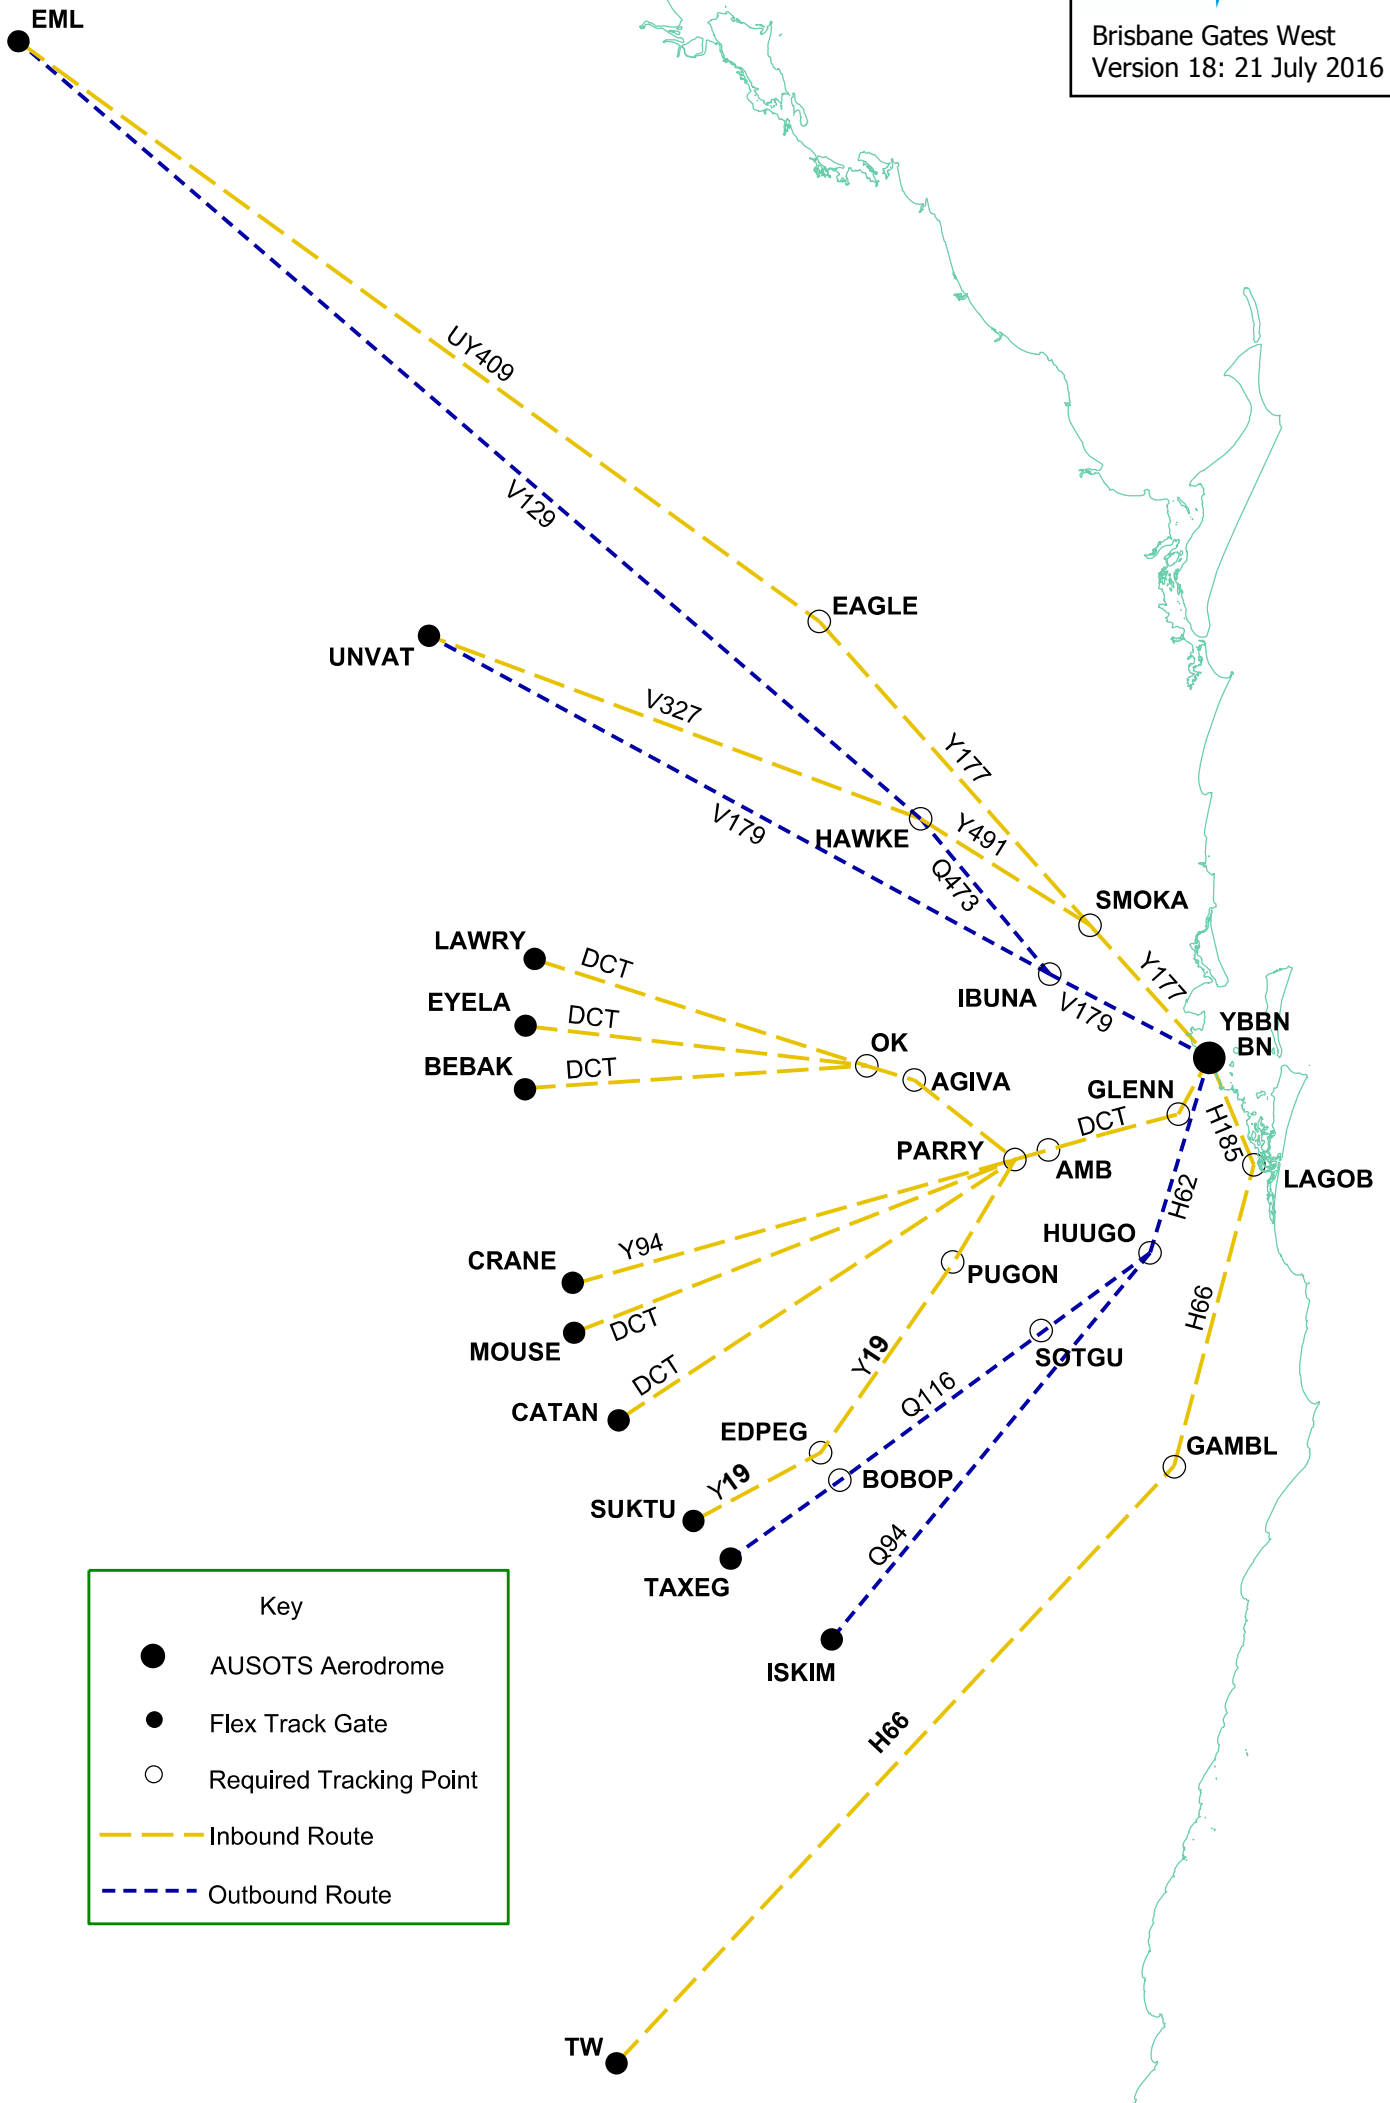 EML
Brisbane Gates West
Version 18: 21 July 2016
UY409
V129
EAGLE
UNVAT
V327
Y177
V179
HAWKE
Y491
Q473
SMOKA
LAWRY
DCT
Y177
IBUNA
V179
EYELA
DCT
YBBN
BN
OK
BEBAK
DCT
AGIVA
GLENN
DCT
H185
PARRY
AMB
LAGOB
H62
HUUGO
CRANE
Y94
PUGON
H66
MOUSE
DCT
SOTGU
Y19
DCT
Q116
CATAN
EDPEG
GAMBL
Y19
BOBOP
SUKTU
Q94
TAXEG
ISKIM
H66
Key
AUSOTS Aerodrome
Flex Track Gate
Required Tracking Point
Inbound Route
Outbound Route
TW